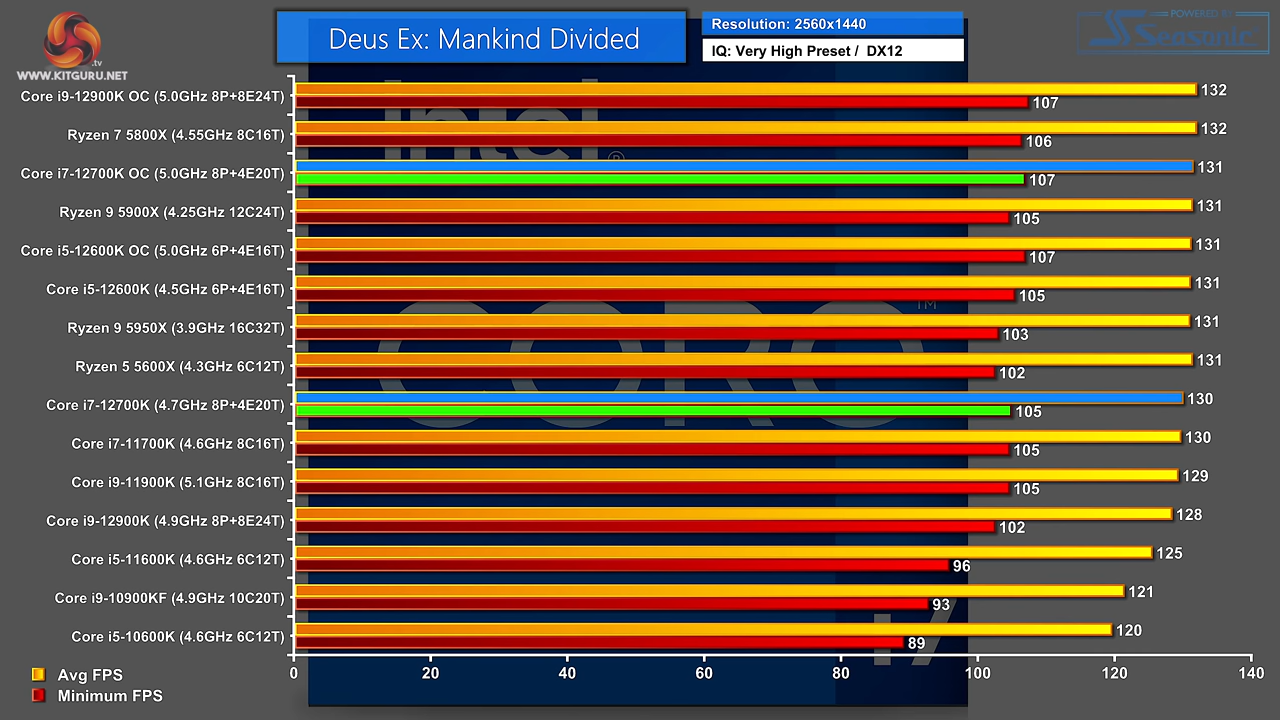 Deus Ex: Mankind Divided
Resolution: 2560x1440
IQ: Very High Preset / DX12
POWERED BY
Seasonic
.tv
WWW.KITGURU.NET
intel®
CORE™
i7
Core i9-12900K OC (5.0GHz 8P+8E24T) 132
107
Ryzen 7 5800X (4.55GHz 8C16T) 132
106
Core i7-12700K OC (5.0GHz 8P+4E20T) 131
107
Ryzen 9 5900X (4.25GHz 12C24T) 131
105
Core i5-12600K OC (5.0GHz 6P+4E16T) 131
107
Core i5-12600K (4.5GHz 6P+4E16T) 131
105
Ryzen 9 5950X (3.9GHz 16C32T) 131
103
Ryzen 5 5600X (4.3GHz 6C12T) 131
102
Core i7-12700K (4.7GHz 8P+4E20T) 130
105
Core i7-11700K (4.6GHz 8C16T) 130
105
Core i9-11900K (5.1GHz 8C16T) 129
105
Core i9-12900K (4.9GHz 8P+8E24T) 128
102
Core i5-11600K (4.6GHz 6C12T) 125
96
Core i9-10900KF (4.9GHz 10C20T) 121
93
Core i5-10600K (4.6GHz 6C12T) 120
89
0 20 40 60 80 100 120 140
Avg FPS
Minimum FPS